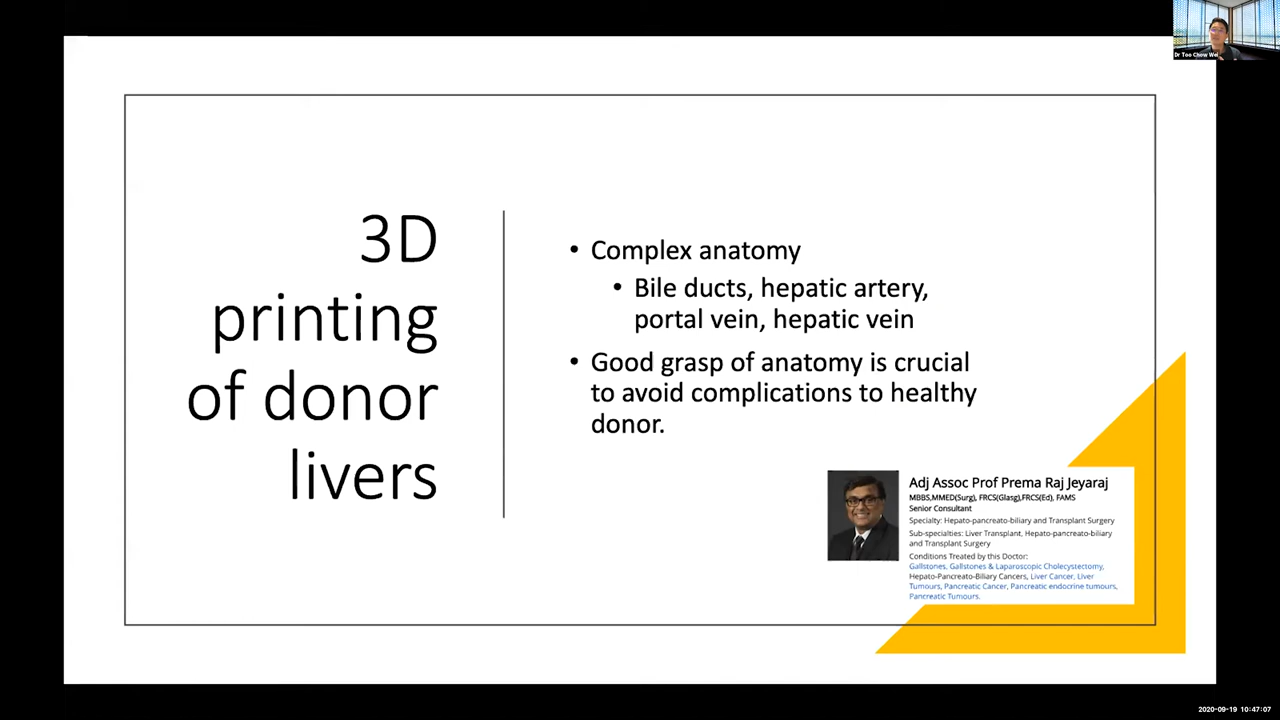 Dr Too Chow Wei
3D
printing
of donor
livers
• Complex anatomy
• Bile ducts, hepatic artery,
portal vein, hepatic vein
• Good grasp of anatomy is crucial
to avoid complications to healthy
donor.
Adj Assoc Prof Prema Raj Jeyaraj
MBBS,MMED(Surg), FRCS(Glasg),FRCS(Ed), FAMS
Senior Consultant
Specialty: Hepato-pancreato-biliary and Transplant Surgery
Sub-specialties: Liver Transplant, Hepato-pancreato-biliary
and Transplant Surgery
Conditions Treated by this Doctor:
Gallstones, Gallstones & Laparoscopic Cholecystectomy,
Hepato-Pancreato-Biliary Cancers, Liver Cancer, Liver
Tumours, Pancreatic Cancer, Pancreatic endocrine tumours,
Pancreatic Tumours.
2020-09-19 10:47:07